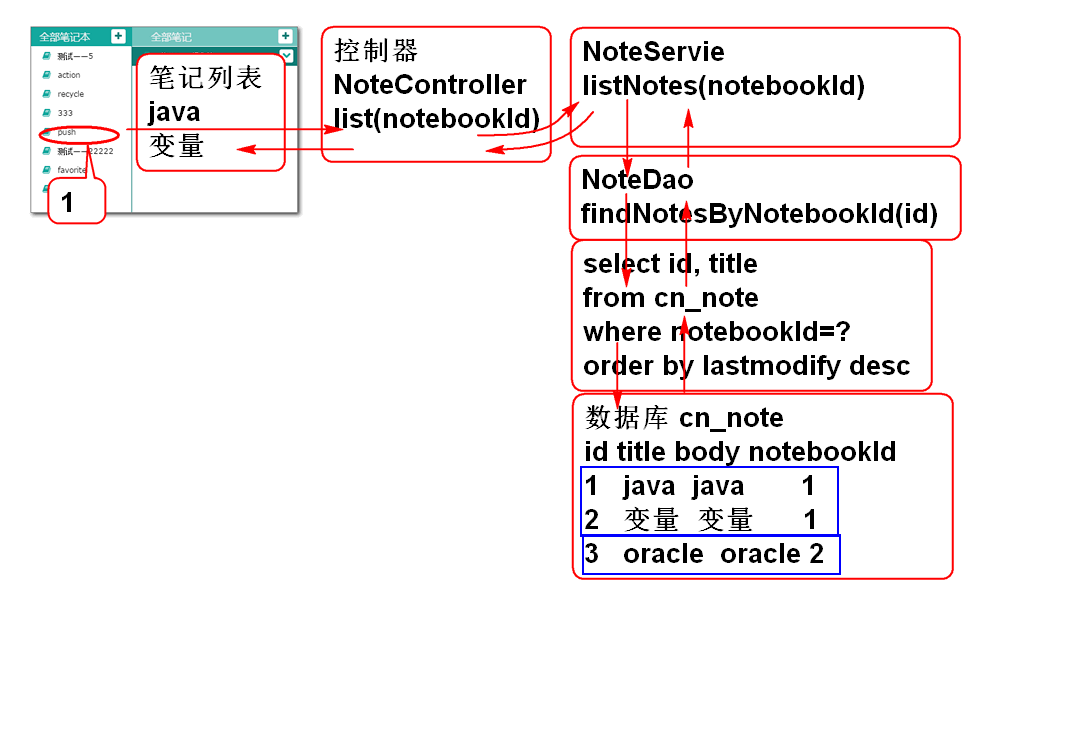 全部笔记本
全部笔记
测试——5
action
recycle
333
push
测试——22222
favorite
1
笔记列表
java
变量
控制器
NoteController
list(notebookId)
NoteServie
listNotes(notebookId)
NoteDao
findNotesByNotebookId(id)
select id, title
from cn_note
where notebookId=?
order by lastmodify desc
数据库 cn_note
id title body notebookId
1 java java 1
2 变量 变量 1
3 oracle oracle 2